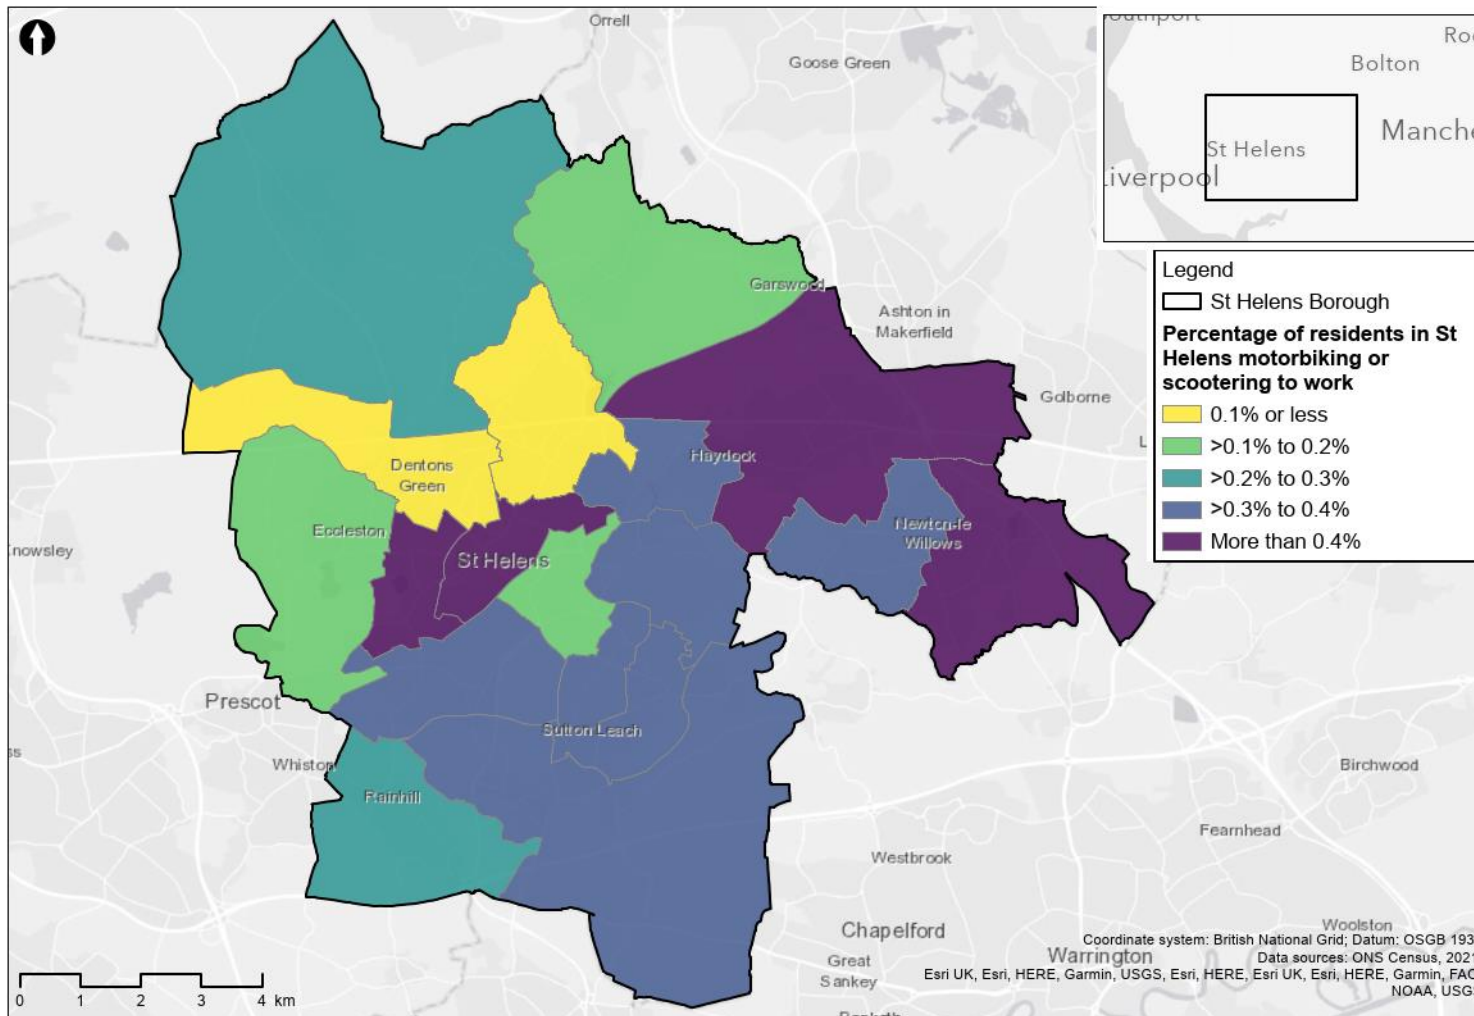 Orrell
Goose Green
Garswood
Ashton in
Makerfield
Golborne
Haydock
Dentons
Green
Eccleston
Knowsley
St Helens
Newton-le
Willows
Prescot
Sutton Leach
Whiston
Rainhill
Birchwood
Fearnhead
Westbrook
Chapelford
Woolston
Great
Sankey
Warrington
0 1 2 3 4 km
Bolton
St Helens
Manche
Liverpool
Legend
St Helens Borough
Percentage of residents in St
Helens motorbiking or
scootering to work
0.1% or less
>0.1% to 0.2%
>0.2% to 0.3%
>0.3% to 0.4%
More than 0.4%
Coordinate system: British National Grid; Datum: OSGB 193
Data sources: ONS Census, 2021
Esri UK, Esri, HERE, Garmin, USGS, Esri, HERE, Esri UK, Esri, HERE, Garmin, FAO
NOAA, USGS